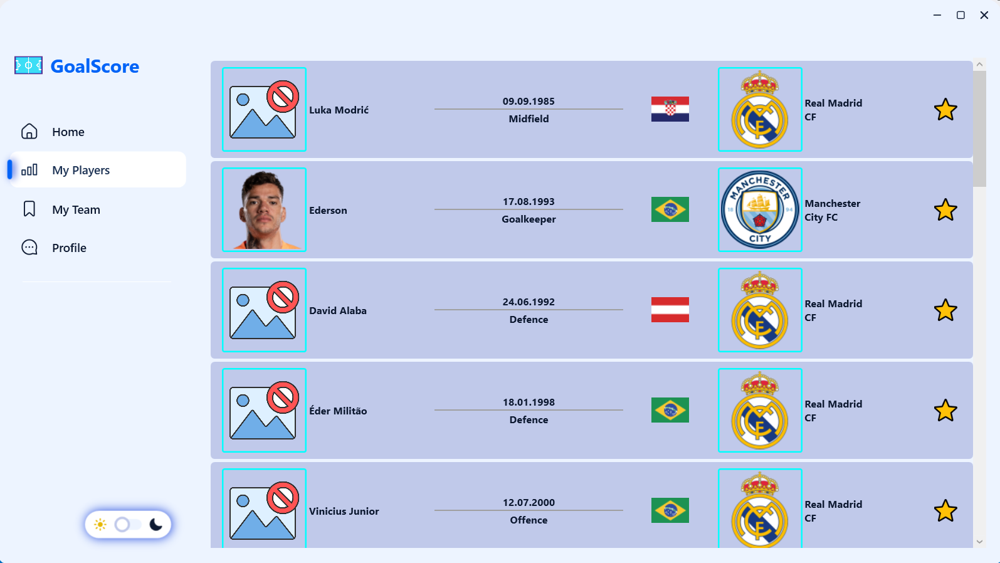 GoalScore
Home
My Players
My Team
Profile
Luka Modrić
09.09.1985
Midfield
Real Madrid
CF
Ederson
17.08.1993
Goalkeeper
MANCHESTER
18 94
CITY
Manchester
City FC
David Alaba
24.06.1992
Defence
Real Madrid
CF
Éder Militão
18.01.1998
Defence
Real Madrid
CF
Vinicius Junior
12.07.2000
Offence
Real Madrid
CF